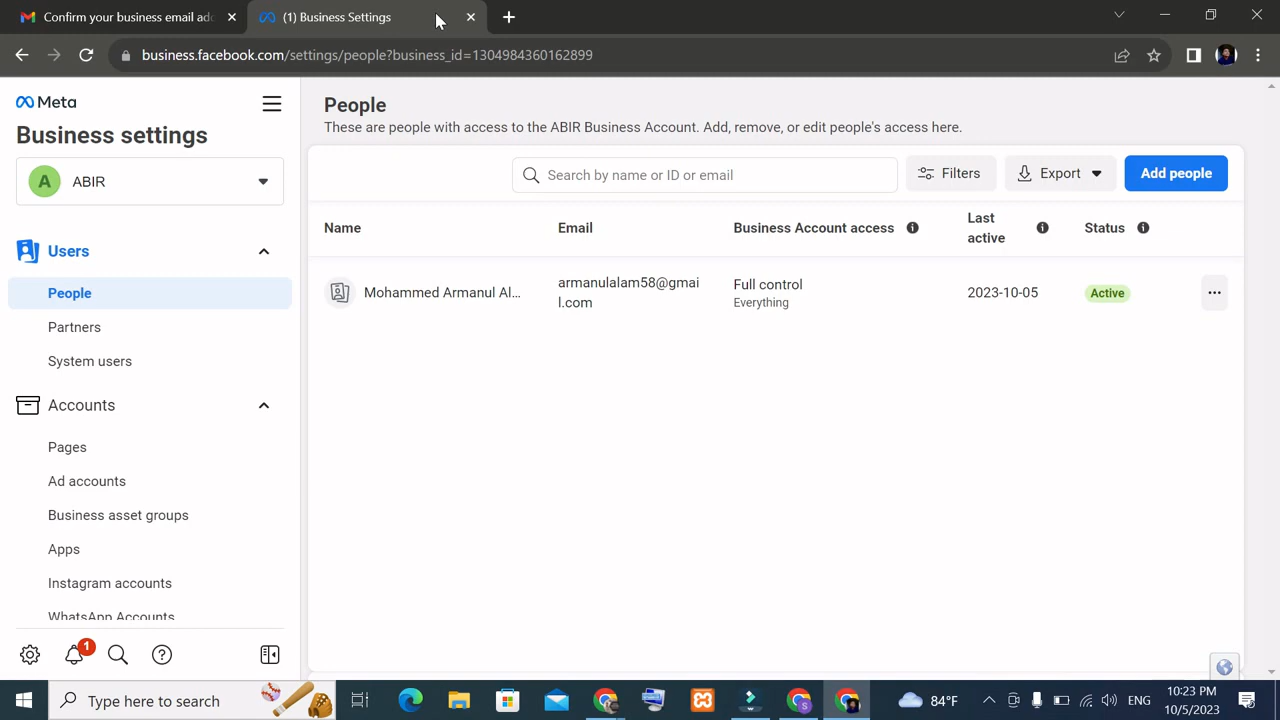 Confirm your business email add
(1) Business Settings
business.facebook.com/settings/people?business_id=1304984360162899
Meta
Business settings
A
ABIR
Users
People
Partners
System users
Accounts
Pages
Ad accounts
Business asset groups
Apps
Instagram accounts
WhatsApp Accounts
1
People
These are people with access to the ABIR Business Account. Add, remove, or edit people's access here.
Search by name or ID or email
Filters
Export
Add people
Name
Email
Business Account access
Last
active
Status
Mohammed Armanul Al...
armanulalam58@gmai
l.com
Full control
Everything
2023-10-05
Active
Type here to search
84°F
ENG
10:23 PM
10/5/2023